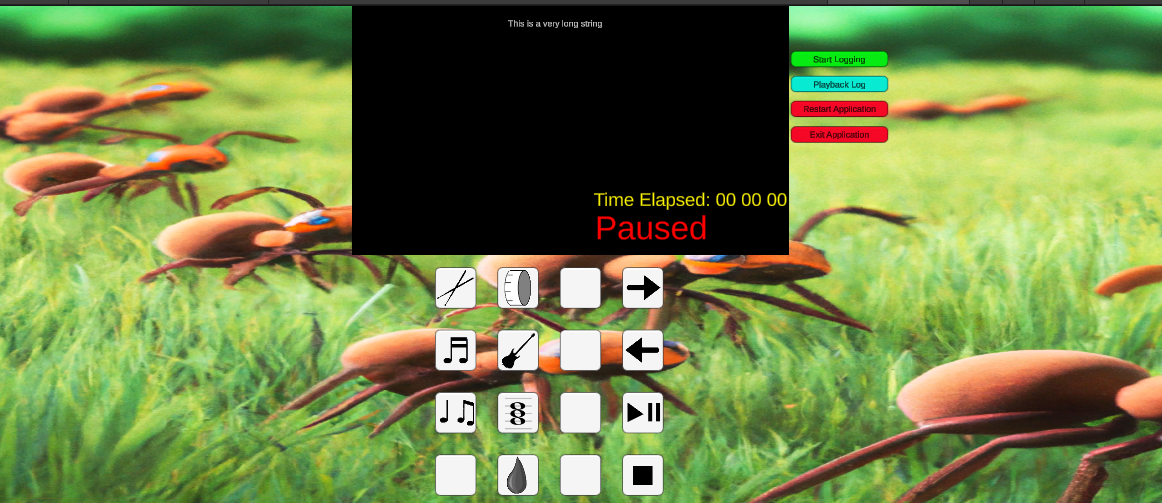 This is a very long string
Start Logging
Playback Log
Restart Application
Exit Application
Time Elapsed: 00 00 00
Paused